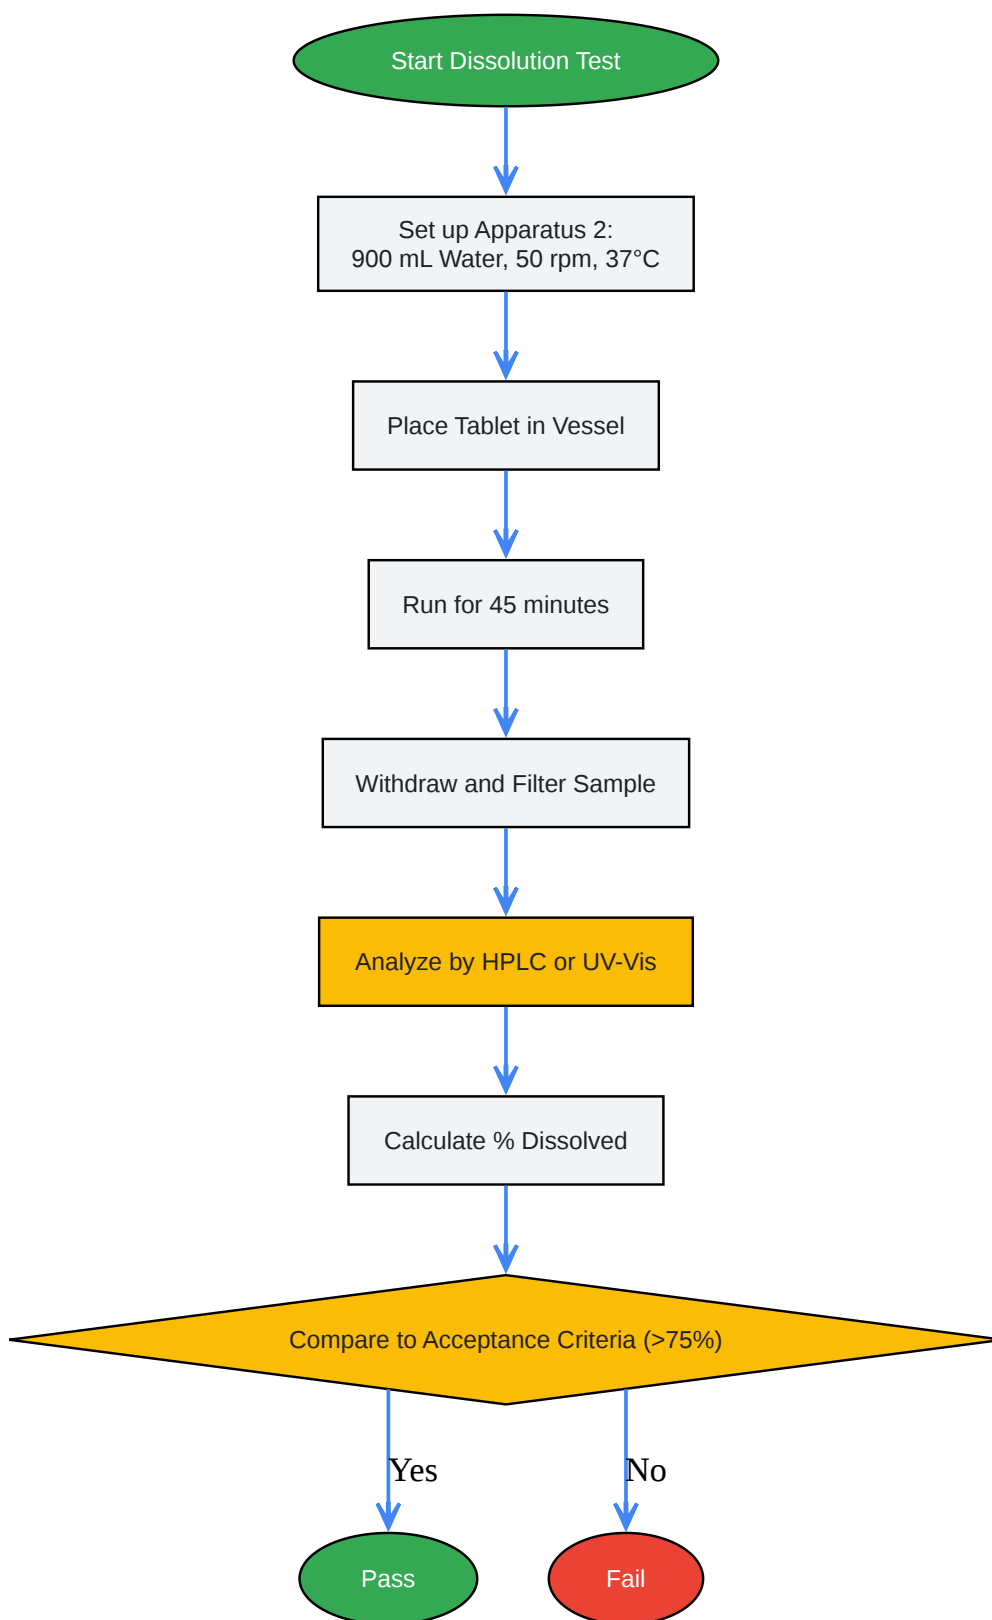 Start Dissolution Test
Set up Apparatus 2:
900 mL Water, 50 rpm, 37°C
Place Tablet in Vessel
Run for 45 minutes
Withdraw and Filter Sample
Analyze by HPLC or UV-Vis
Calculate % Dissolved
Compare to Acceptance Criteria (>75%)
Yes
No
Pass
Fail